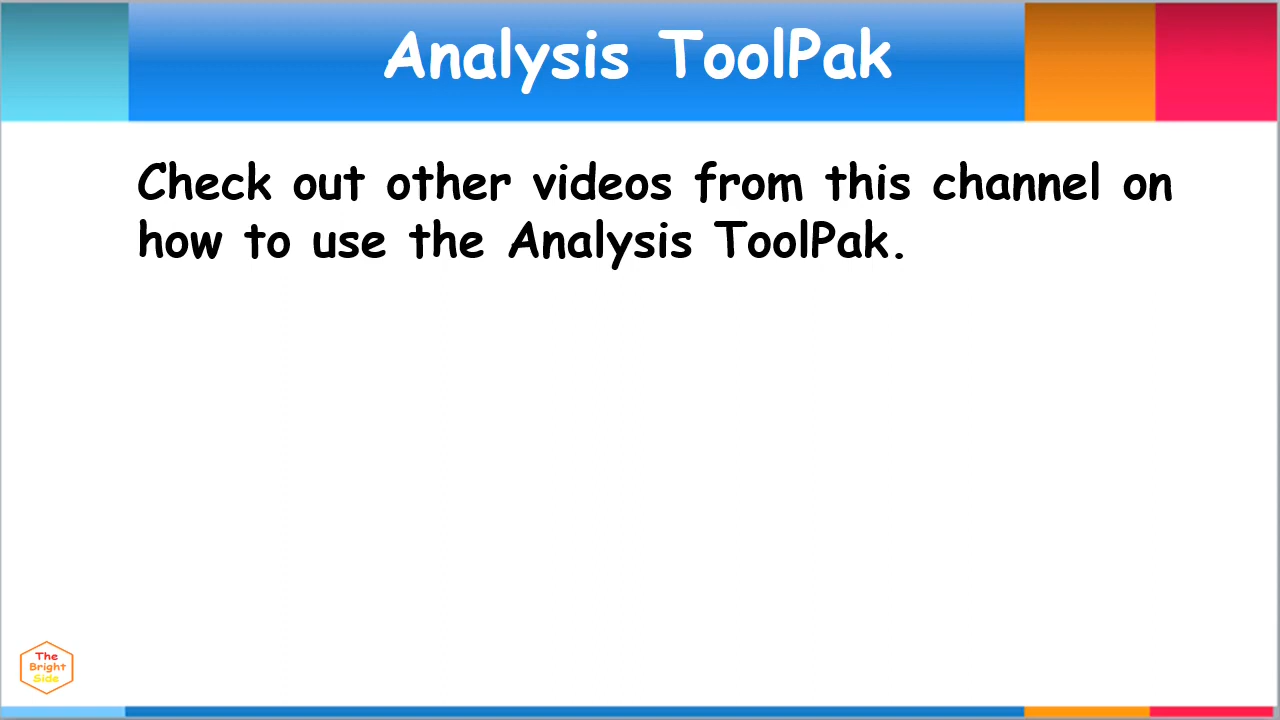 Analysis ToolPak
Check out other videos from this channel on
how to use the Analysis ToolPak.
The
Bright
Side